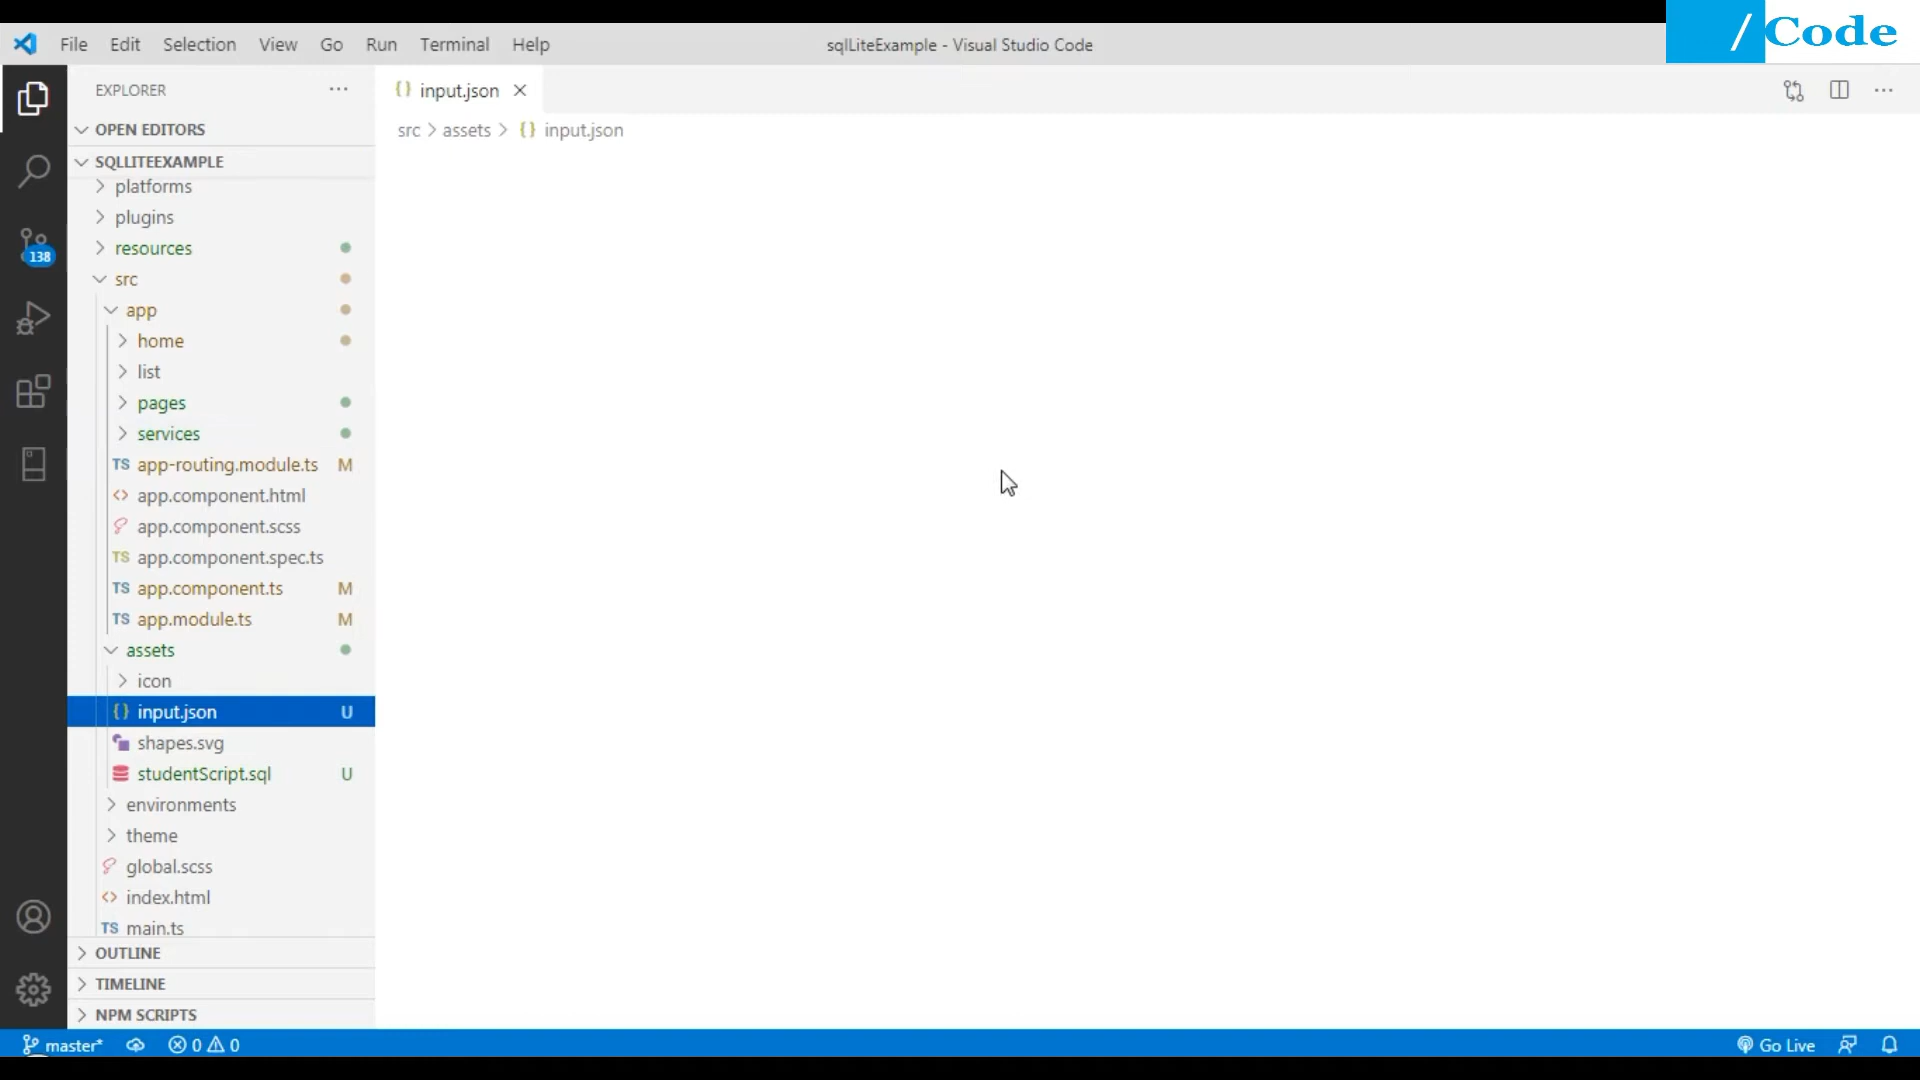 File Edit Selection View Go Run Terminal Help
sqlLiteExample - Visual Studio Code
/Code
EXPLORER
OPEN EDITORS
SQLLITEEXAMPLE
platforms
plugins
resources
src
app
home
list
pages
services
TS app-routing.module.ts M
<> app.component.html
app.component.scss
TS app.component.spec.ts
TS app.component.ts M
TS app.module.ts M
assets
icon
{} input.json U
shapes.svg
studentScript.sql U
environments
theme
global.scss
<> index.html
TS main.ts
OUTLINE
TIMELINE
NPM SCRIPTS
138
{} input.json
src > assets > {} input.json
master* 0 0
Go Live